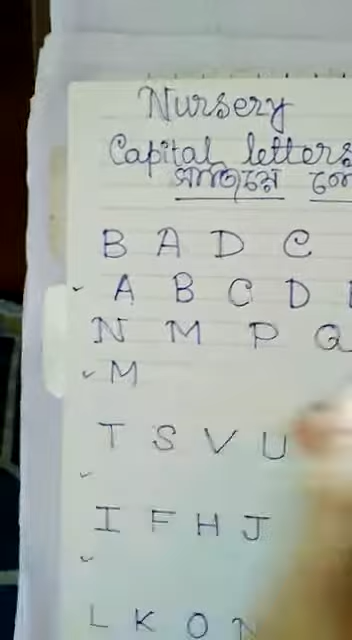 Nursery
Capital letters
সাজিয়ে
B A D C
A B C D
N M P Q
M
T S V U
I F H J
L K O N